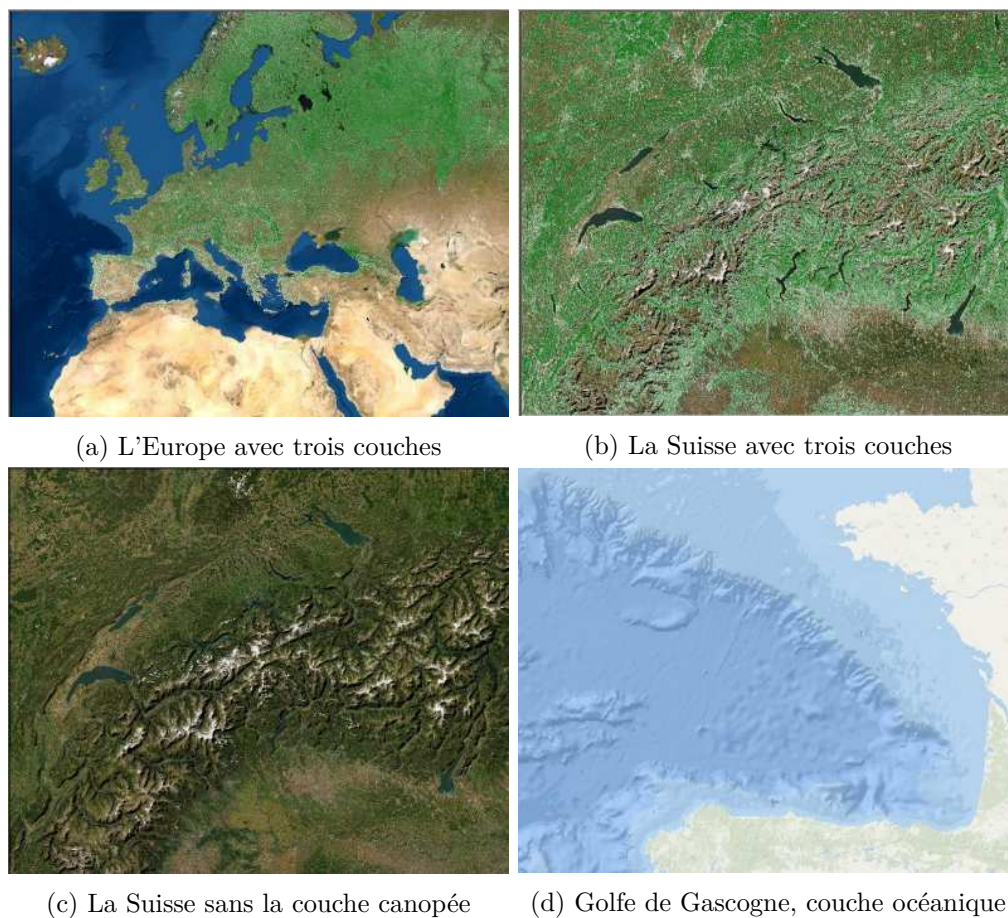 (a) L'Europe avec trois couches
(b) La Suisse avec trois couches
(c) La Suisse sans la couche canopée
(d) Golfe de Gascogne, couche océanique